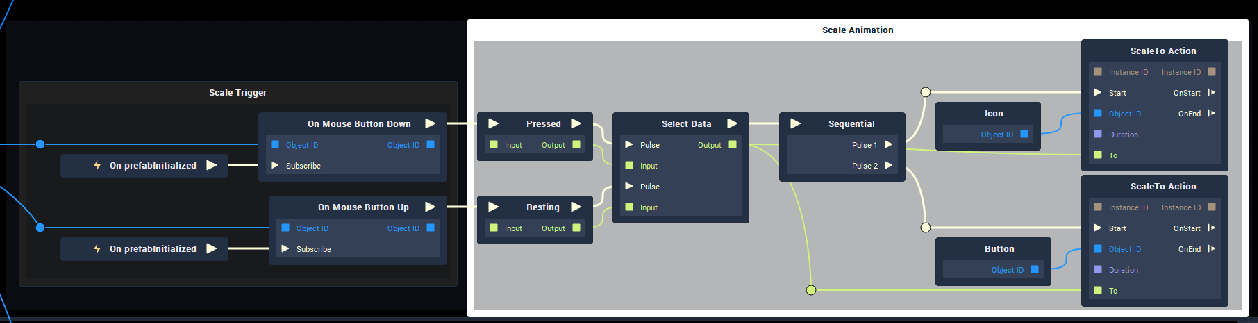 Scale Animation
Scale Trigger
On Mouse Button Down
Object ID Object ID
Subscribe
On prefabInitialized
On Mouse Button Up
Object ID Object ID
Subscribe
On prefabInitialized
Pressed
Input Output
Resting
Input Output
Select Data
Pulse Output
Input
Pulse
Input
Sequential
Pulse 1
Pulse 2
Icon
Object ID
Button
Object ID
ScaleTo Action
Instance ID Instance ID
Start OnStart
Object ID OnEnd
Duration
To
ScaleTo Action
Instance ID Instance ID
Start OnStart
Object ID OnEnd
Duration
To